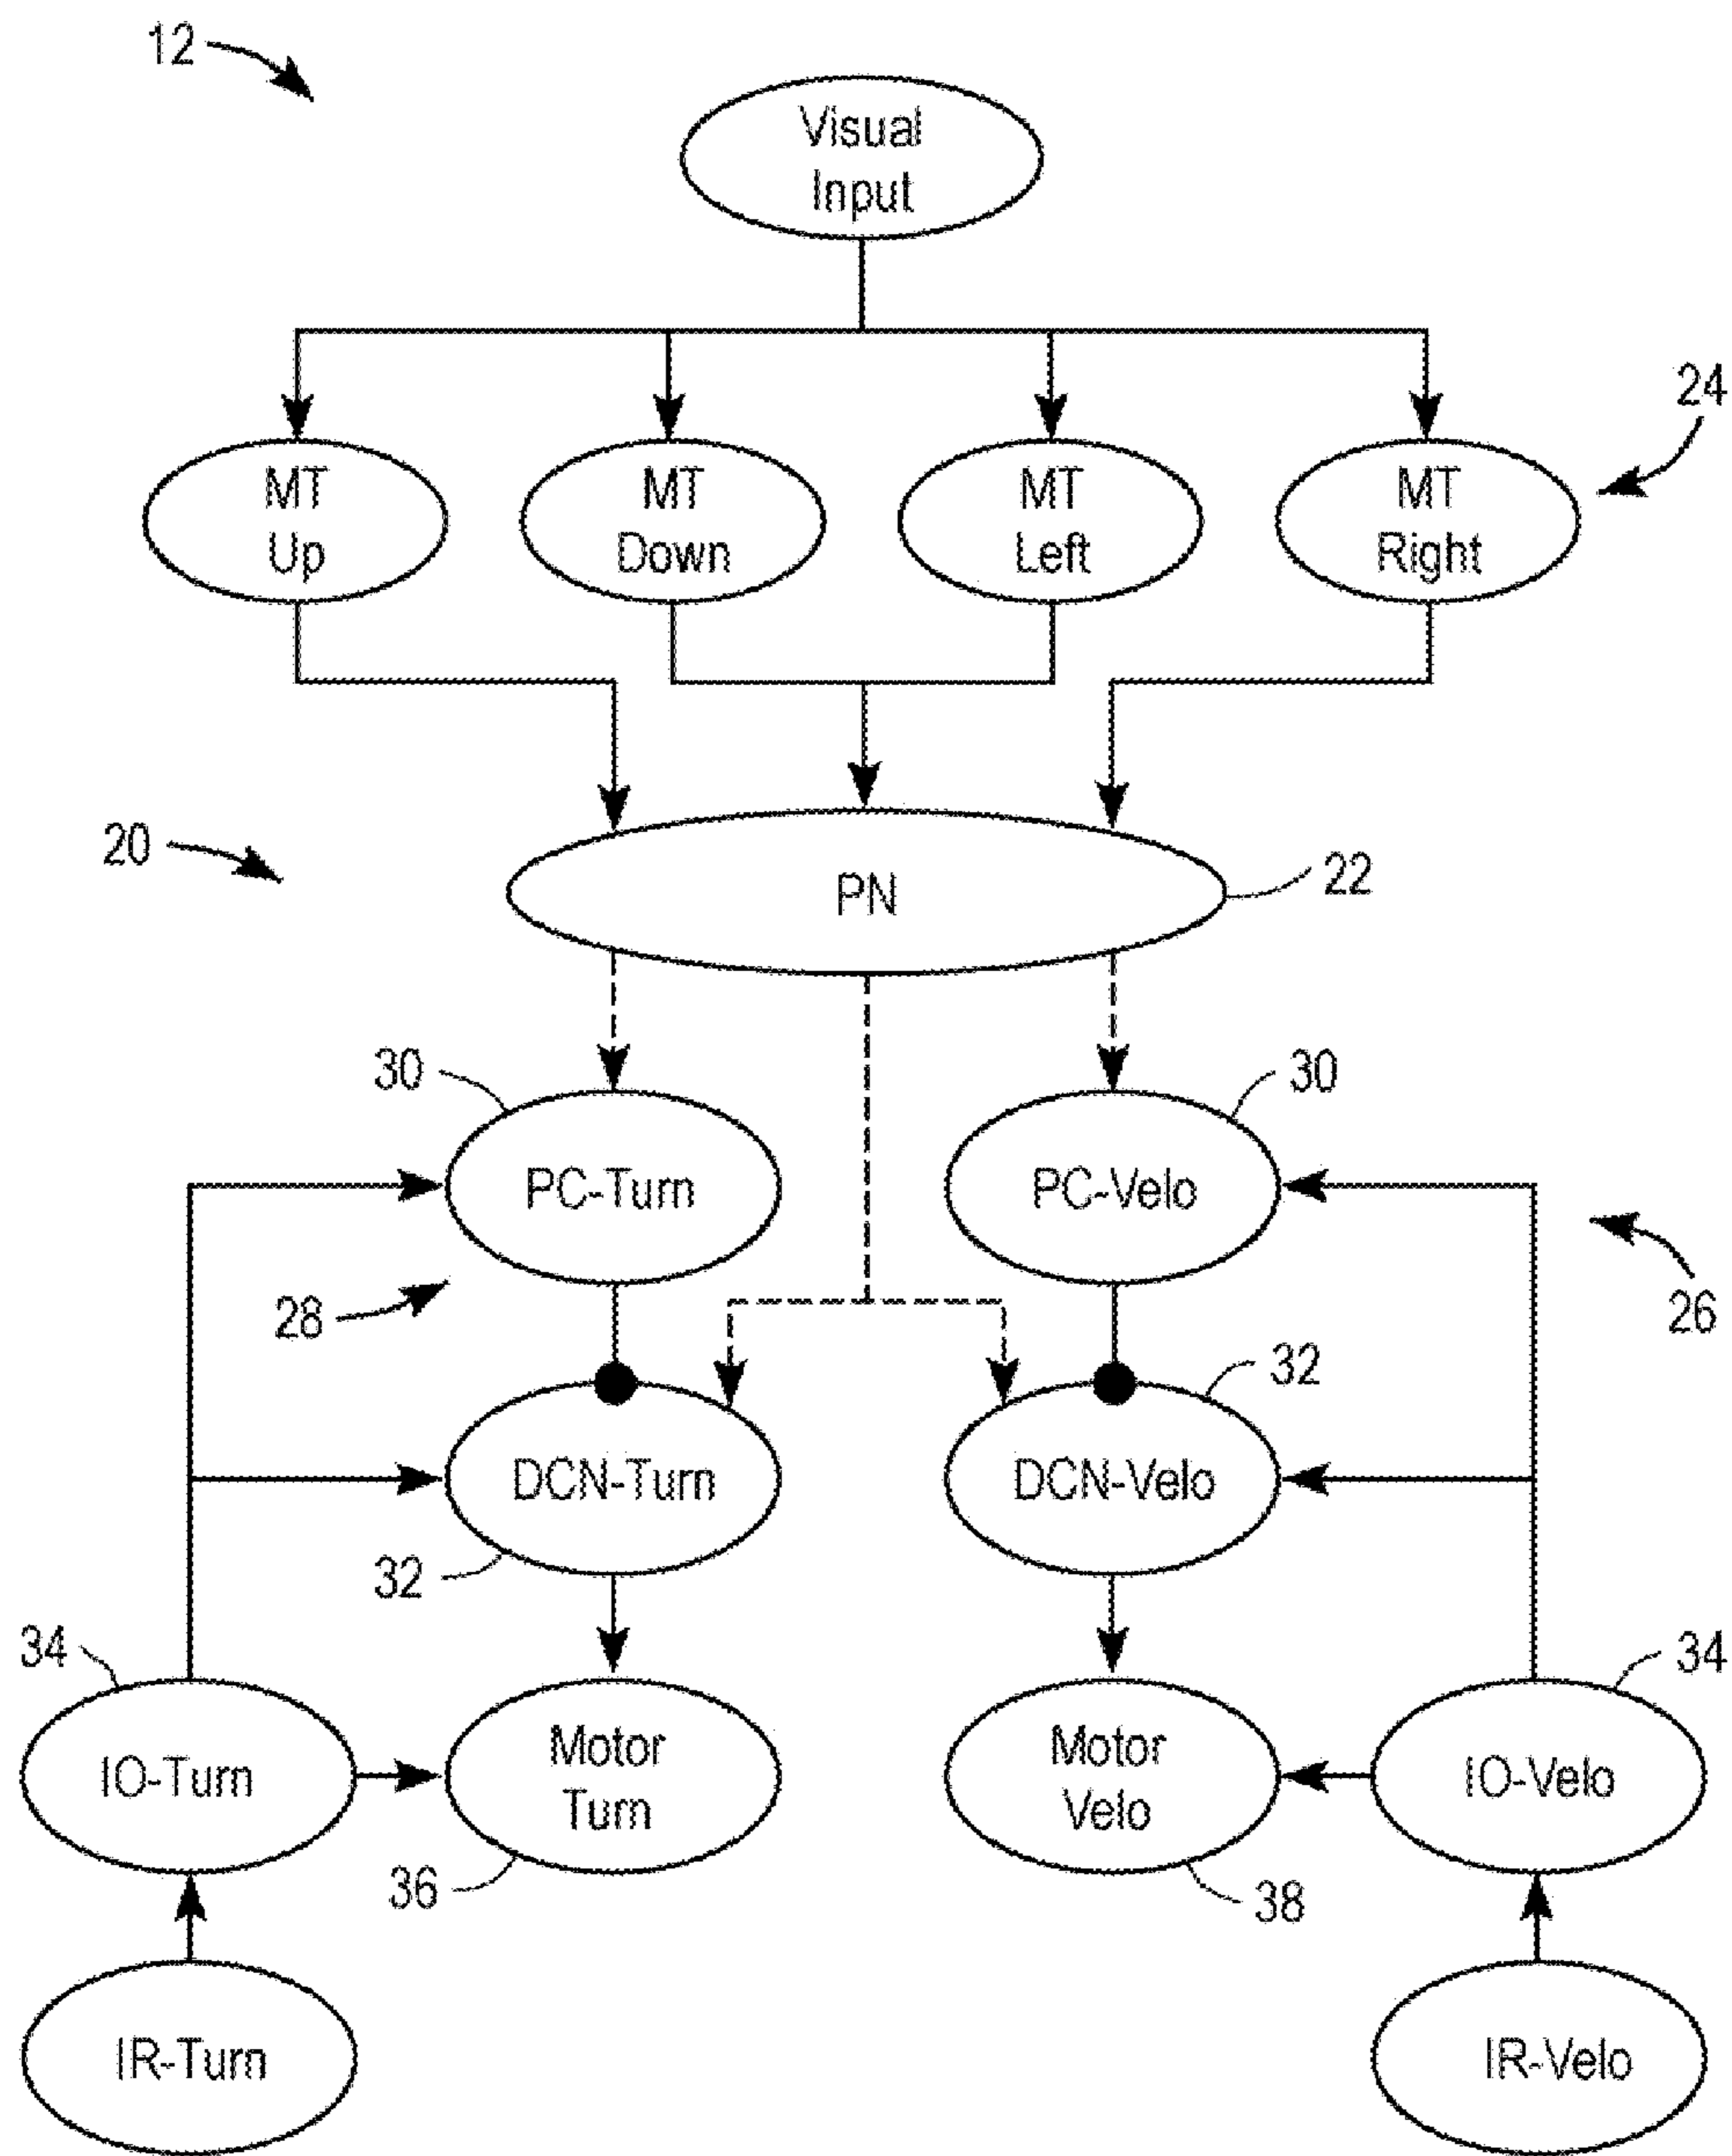 12
Visual
Input
24
MT
Up
MT
Down
MT
Left
MT
Right
20
PN
22
30
30
PC-Turn
PC-Velo
28
26
32
DCN-Turn
DCN-Velo
32
34
34
IO-Turn
Motor
Turn
Motor
Velo
IO-Velo
36
38
IR-Turn
IR-Velo